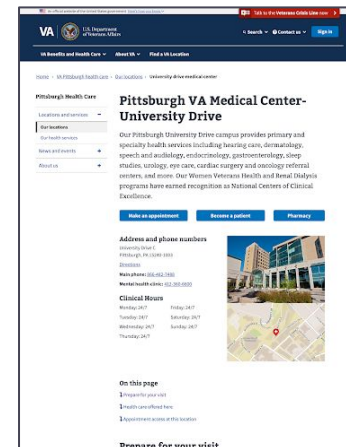 An official website of the United States government
Talk to the Veterans Crisis Line now
VA
U.S. Department
of Veterans Affairs
Search
Contact us
Sign in
VA Benefits and Health Care
About VA
Find a VA Location
Home
VA Pittsburgh health care
Our locations
University drive medical center
Pittsburgh Health Care
Locations and services
Our locations
Our health services
News and events
About us
Pittsburgh VA Medical Center-
University Drive
Our Pittsburgh University Drive campus provides primary and
specialty health services including hearing care, dermatology,
speech and audiology, endocrinology, gastroenterology, sleep
studies, urology, eye care, cardiac surgery and oncology referral
centers, and more. Our Women Veterans Health and Renal Dialysis
programs have earned recognition as National Centers of Clinical
Excellence.
Make an appointment
Become a patient
Pharmacy
Address and phone numbers
University Drive C
Pittsburgh, PA
Directions
Main phone:
Mental health clinic:
Clinical Hours
Monday: 24/7
Friday: 24/7
Tuesday: 24/7
Saturday: 24/7
Wednesday: 24/7
Sunday: 24/7
Thursday: 24/7
On this page
Prepare for your visit
Health care offered here
Appointment access at this location
Prepare for your visit